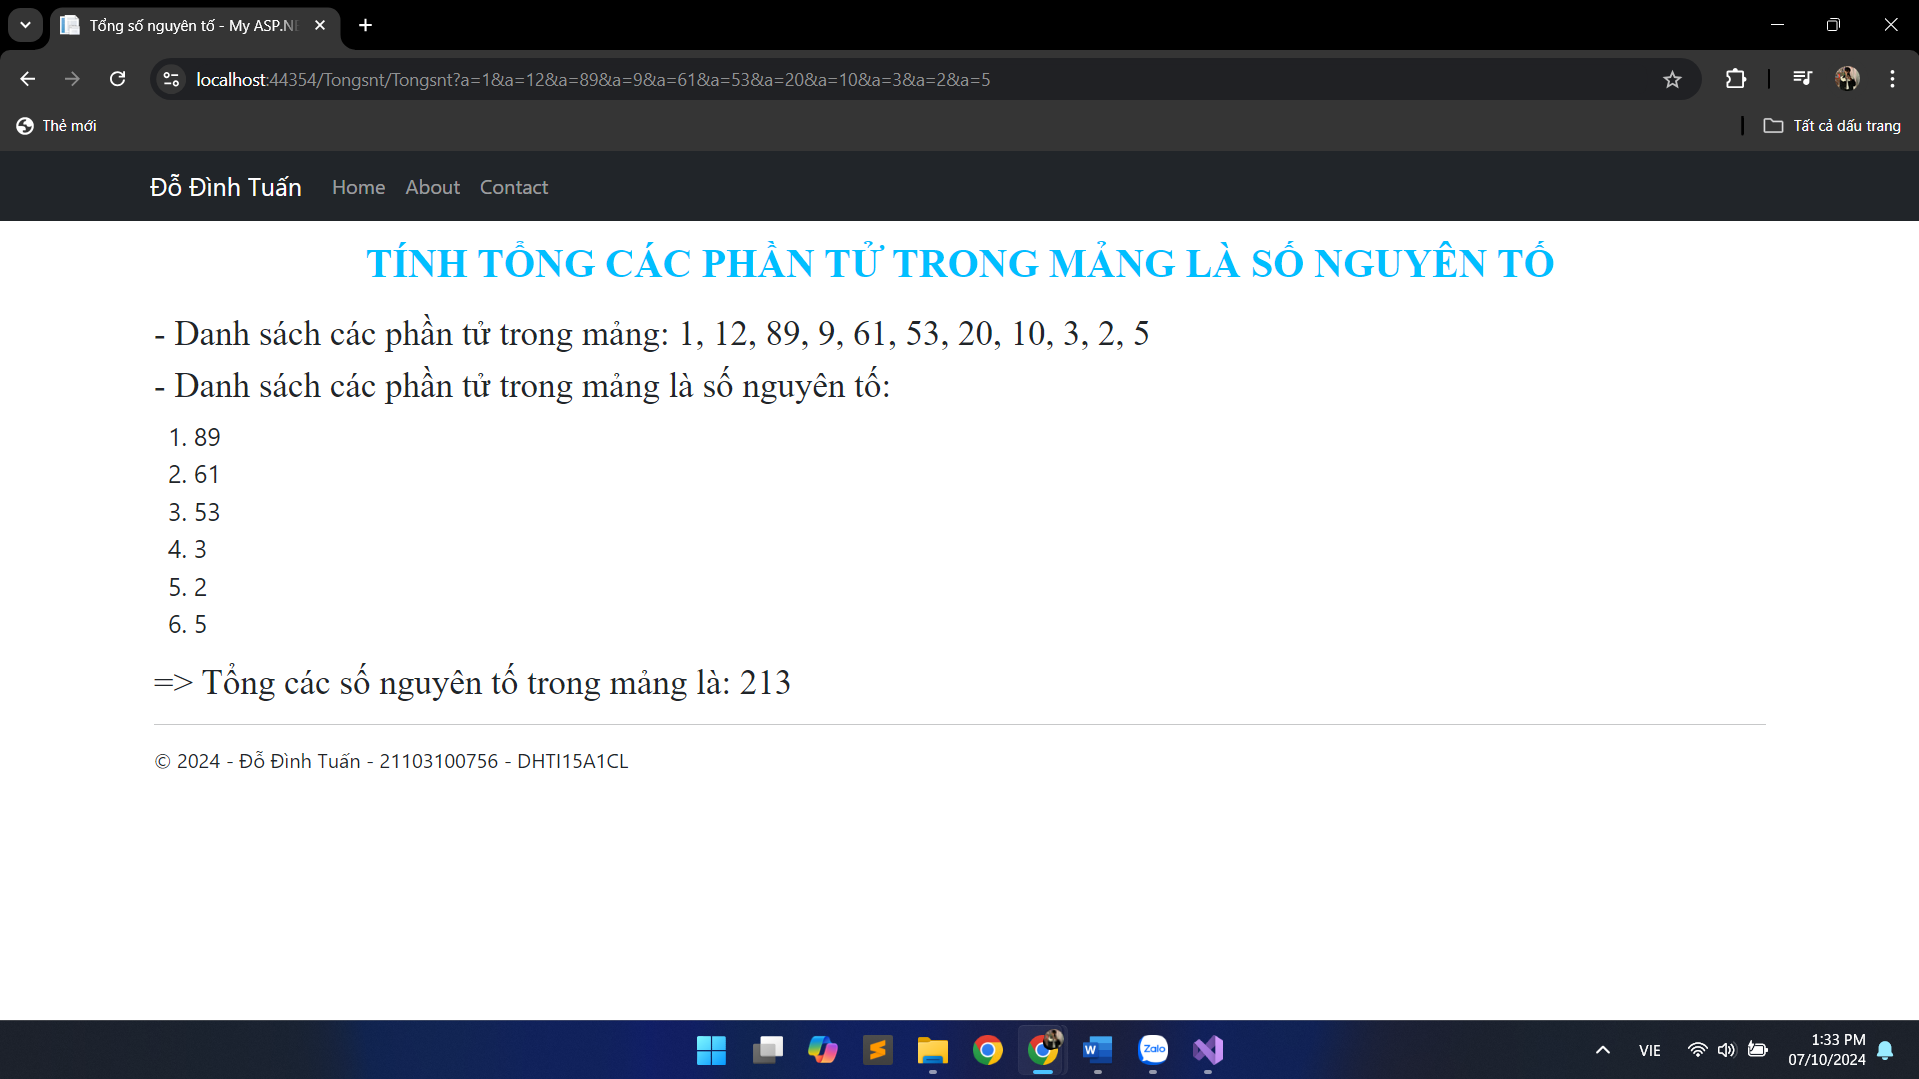 Tổng số nguyên tố - My ASP.NE
localhost:44354/Tongsnt/Tongsnt?a=1&a=12&a=89&a=9&a=61&a=53&a=20&a=10&a=3&a=2&a=5
Thẻ mới
Tất cả dấu trang
Đỗ Đình Tuấn Home About Contact
TÍNH TỔNG CÁC PHẦN TỬ TRONG MẢNG LÀ SỐ NGUYÊN TỐ
- Danh sách các phần tử trong mảng: 1, 12, 89, 9, 61, 53, 20, 10, 3, 2, 5
- Danh sách các phần tử trong mảng là số nguyên tố:
1. 89
2. 61
3. 53
4. 3
5. 2
6. 5
=> Tổng các số nguyên tố trong mảng là: 213
© 2024 - Đỗ Đình Tuấn - 21103100756 - DHTI15A1CL
W
Zalo
VIE
1:33 PM
07/10/2024